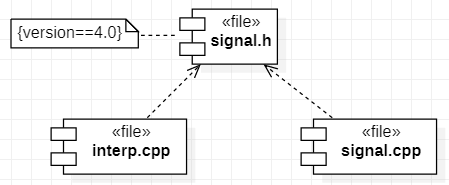 «file»
signal.h
{version==4.0}
«file»
interp.cpp
«file»
signal.cpp